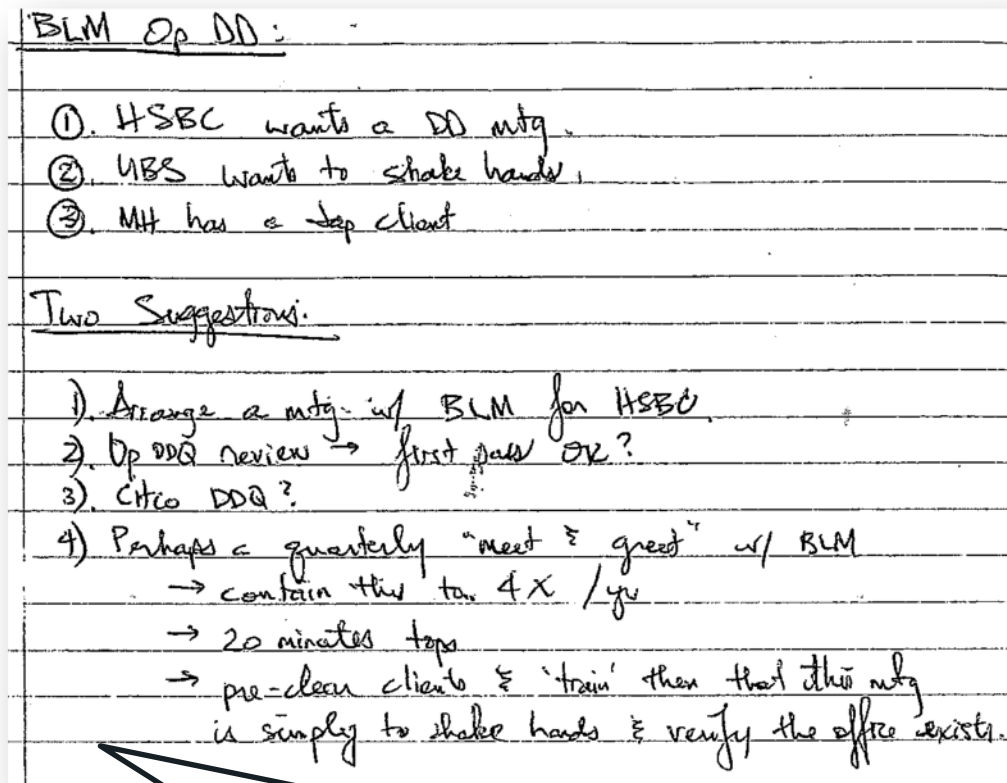 BLM Op DD:
①. HSBC wants a DD mtg.
②. UBS wants to shake hands.
③. MH has a top client
Two Suggestions.
1). Arrange a mtg. w/ BLM for HSBC.
2). Op DDQ review → first pass OK?
3). Citco DDQ?
4) Perhaps a quarterly "meet & greet" w/ BLM
→ contain this to 4X /yr
→ 20 minutes tops
→ pre-clear clients & 'train' them that this mtg
is simply to shake hands & verify the office exists.